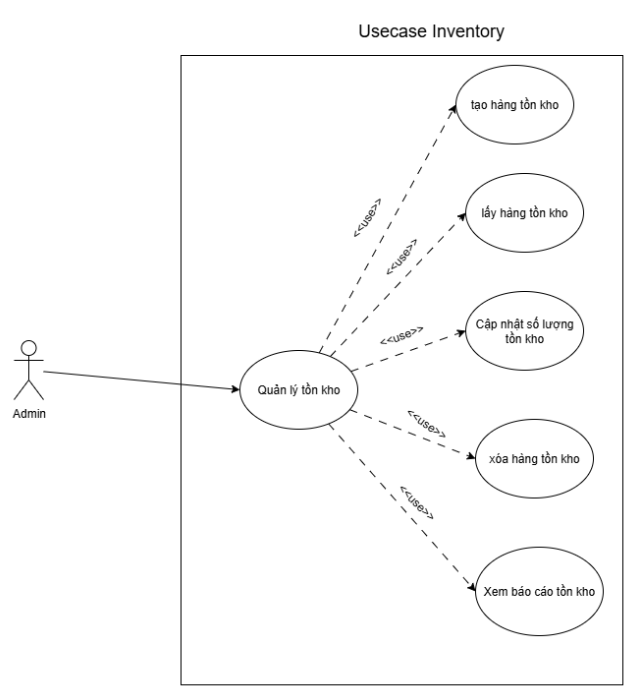 Usecase Inventory
tạo hàng tồn kho
<<use>>
lấy hàng tồn kho
<<use>>
Cập nhật số lượng
tồn kho
<<use>>
Quản lý tồn kho
Admin
<<use>>
xóa hàng tồn kho
<<use>>
Xem báo cáo tồn kho